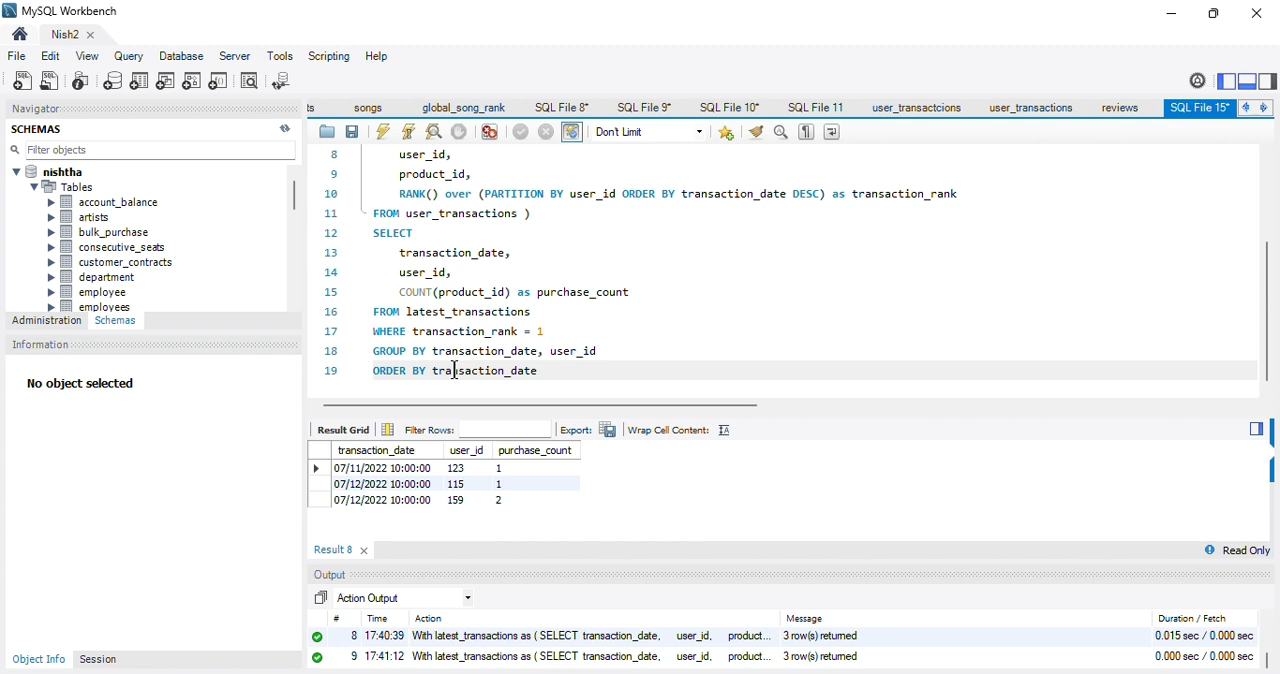 MySQL Workbench
Nish2
File Edit View Query Database Server Tools Scripting Help
Navigator
SCHEMAS
Filter objects
nishtha
Tables
account_balance
artists
bulk_purchase
consecutive_seats
customer_contracts
department
employee
employees
Administration Schemas
Information
No object selected
Object Info Session
ts songs global_song_rank SQL File 8* SQL File 9* SQL File 10* SQL File 11 user_transactcions user_transactions reviews SQL File 15*
Don't Limit
8 user_id,
9 product_id,
10 RANK() over (PARTITION BY user_id ORDER BY transaction_date DESC) as transaction_rank
11 FROM user_transactions )
12 SELECT
13 transaction_date,
14 user_id,
15 COUNT(product_id) as purchase_count
16 FROM latest_transactions
17 WHERE transaction_rank = 1
18 GROUP BY transaction_date, user_id
19 ORDER BY transaction_date
Result Grid Filter Rows: Export: Wrap Cell Content:
transaction_date user_id purchase_count
07/11/2022 10:00:00 123 1
07/12/2022 10:00:00 115 1
07/12/2022 10:00:00 159 2
Result 8 Read Only
Output
Action Output
# Time Action Message Duration / Fetch
8 17:40:39 With latest_transactions as ( SELECT transaction_date, user_id, product... 3 row(s) returned 0.015 sec / 0.000 sec
9 17:41:12 With latest_transactions as ( SELECT transaction_date, user_id, product... 3 row(s) returned 0.000 sec / 0.000 sec